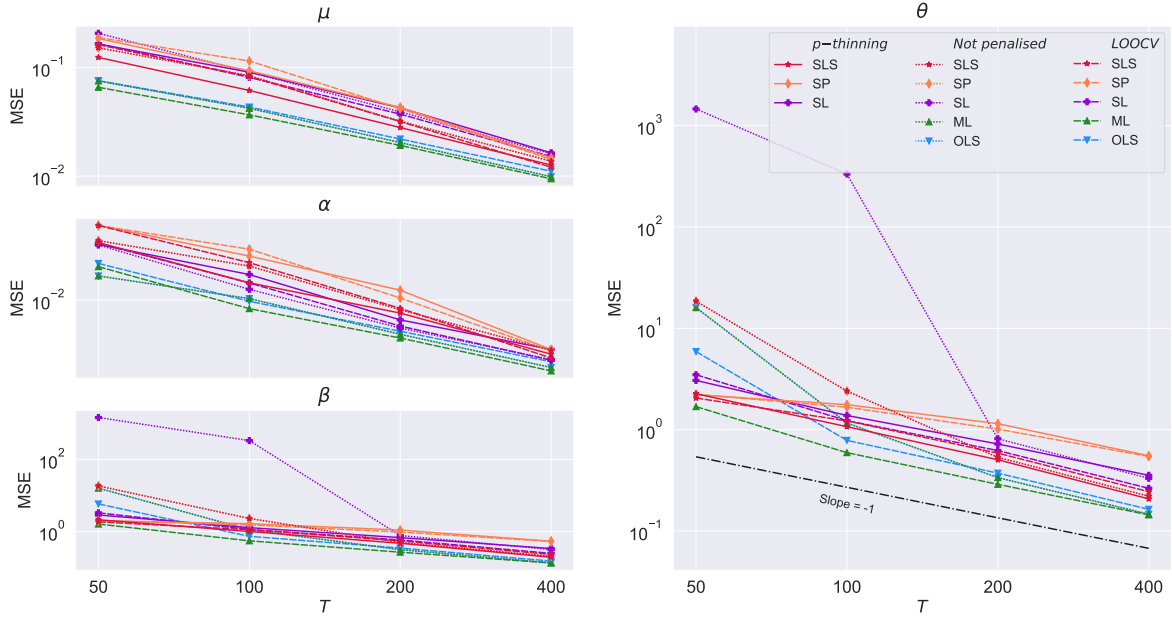 μ
MSE
10⁻¹
10⁻²
α
MSE
10⁻²
β
MSE
10²
10⁰
50 100 200 400
T
θ
MSE
10³
10²
10¹
10⁰
10⁻¹
p−thinning Not penalised LOOCV
SLS SLS SLS
SP SP SP
SL SL SL
ML ML
OLS OLS
Slope = -1
50 100 200 400
T